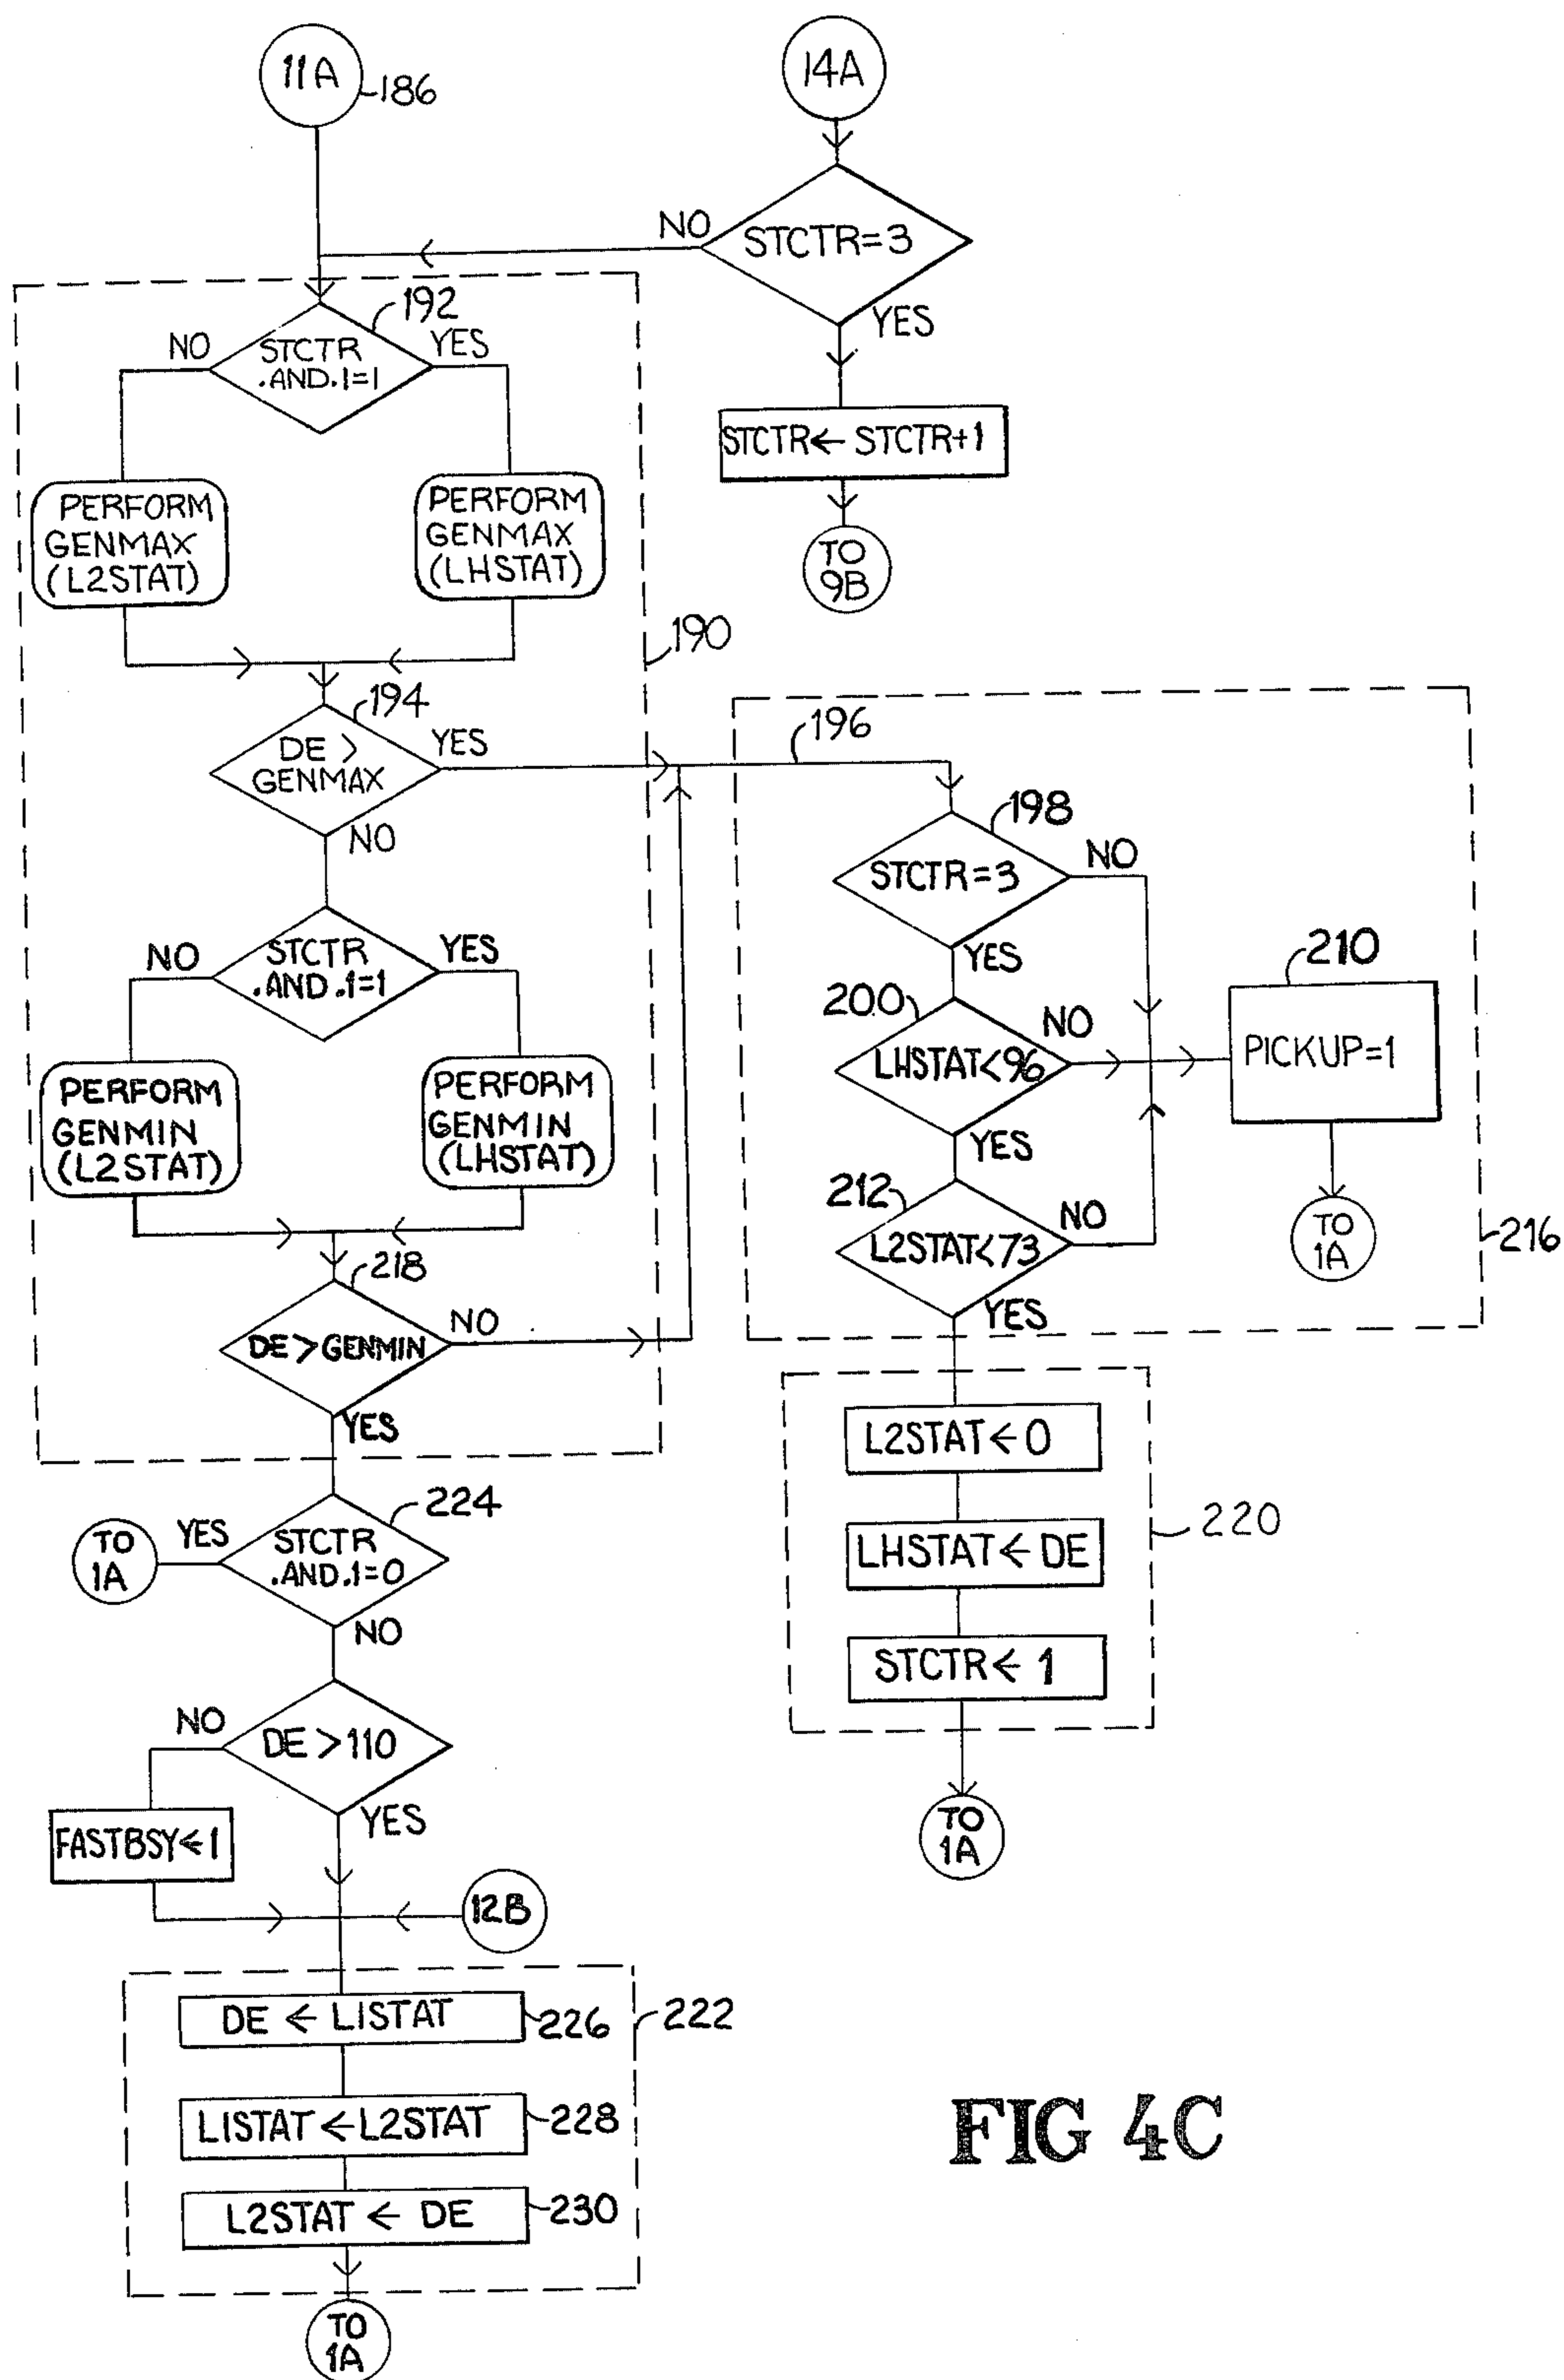 11A
186
14A
STCTR=3
NO
YES
STCTR←STCTR+1
TO
9B
192
STCTR
.AND.1=1
NO
YES
PERFORM
GENMAX
(L2STAT)
PERFORM
GENMAX
(LHSTAT)
190
194
DE >
GENMAX
YES
NO
196
STCTR
.AND.1=1
NO
YES
PERFORM
GENMIN
(L2STAT)
PERFORM
GENMIN
(LHSTAT)
218
DE>GENMIN
NO
YES
198
STCTR=3
NO
YES
200
LHSTAT<96
NO
YES
212
L2STAT<73
NO
YES
210
PICKUP=1
TO
1A
216
L2STAT←0
LHSTAT←DE
STCTR←1
220
TO
1A
224
STCTR
.AND.1=0
YES
TO
1A
NO
DE>110
NO
YES
FASTBSY←1
12B
222
DE ← LISTAT
226
LISTAT←L2STAT
228
L2STAT ← DE
230
TO
1A
FIG 4C